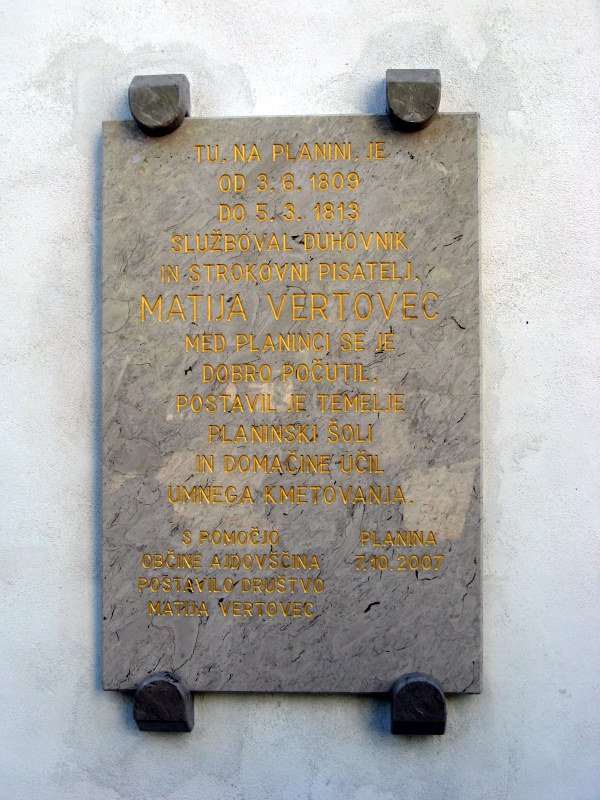 TU, NA PLANINI, JE
OD 3. 6. 1809
DO 5. 3. 1813
SLUŽBOVAL DUHOVNIK
IN STROKOVNI PISATELJ,
MATIJA VERTOVEC
MED PLANINCI SE JE
DOBRO POČUTIL,
POSTAVIL JE TEMELJE
PLANINSKI ŠOLI
IN DOMAČINE UČIL
UMNEGA KMETOVANJA.
S POMOČJO
OBČINE AJDOVŠČINA
POSTAVILO DRUŠTVO
MATIJA VERTOVEC
PLANINA
7.10.2007